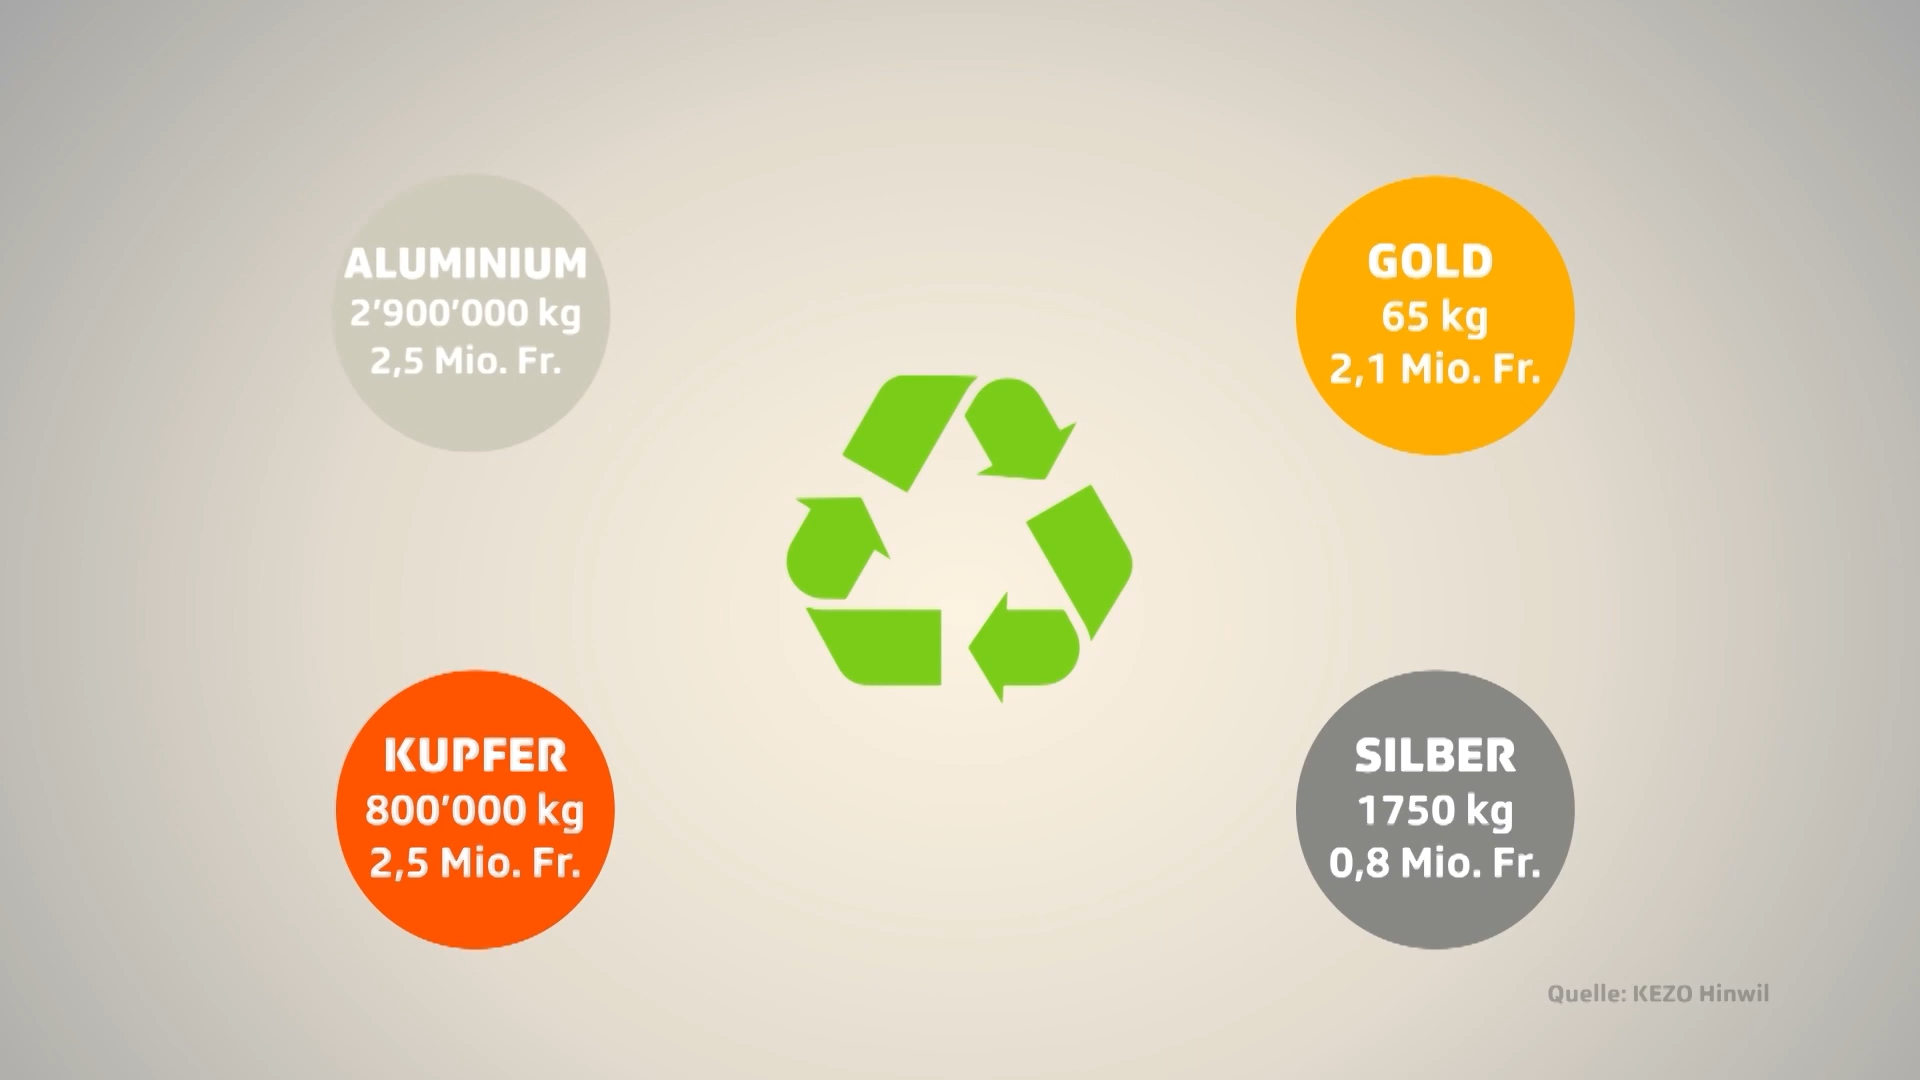 ALUMINIUM
2’900’000 kg
2,5 Mio. Fr.
GOLD
65 kg
2,1 Mio. Fr.
KUPFER
800’000 kg
2,5 Mio. Fr.
SILBER
1750 kg
0,8 Mio. Fr.
Quelle: KEZO Hinwil